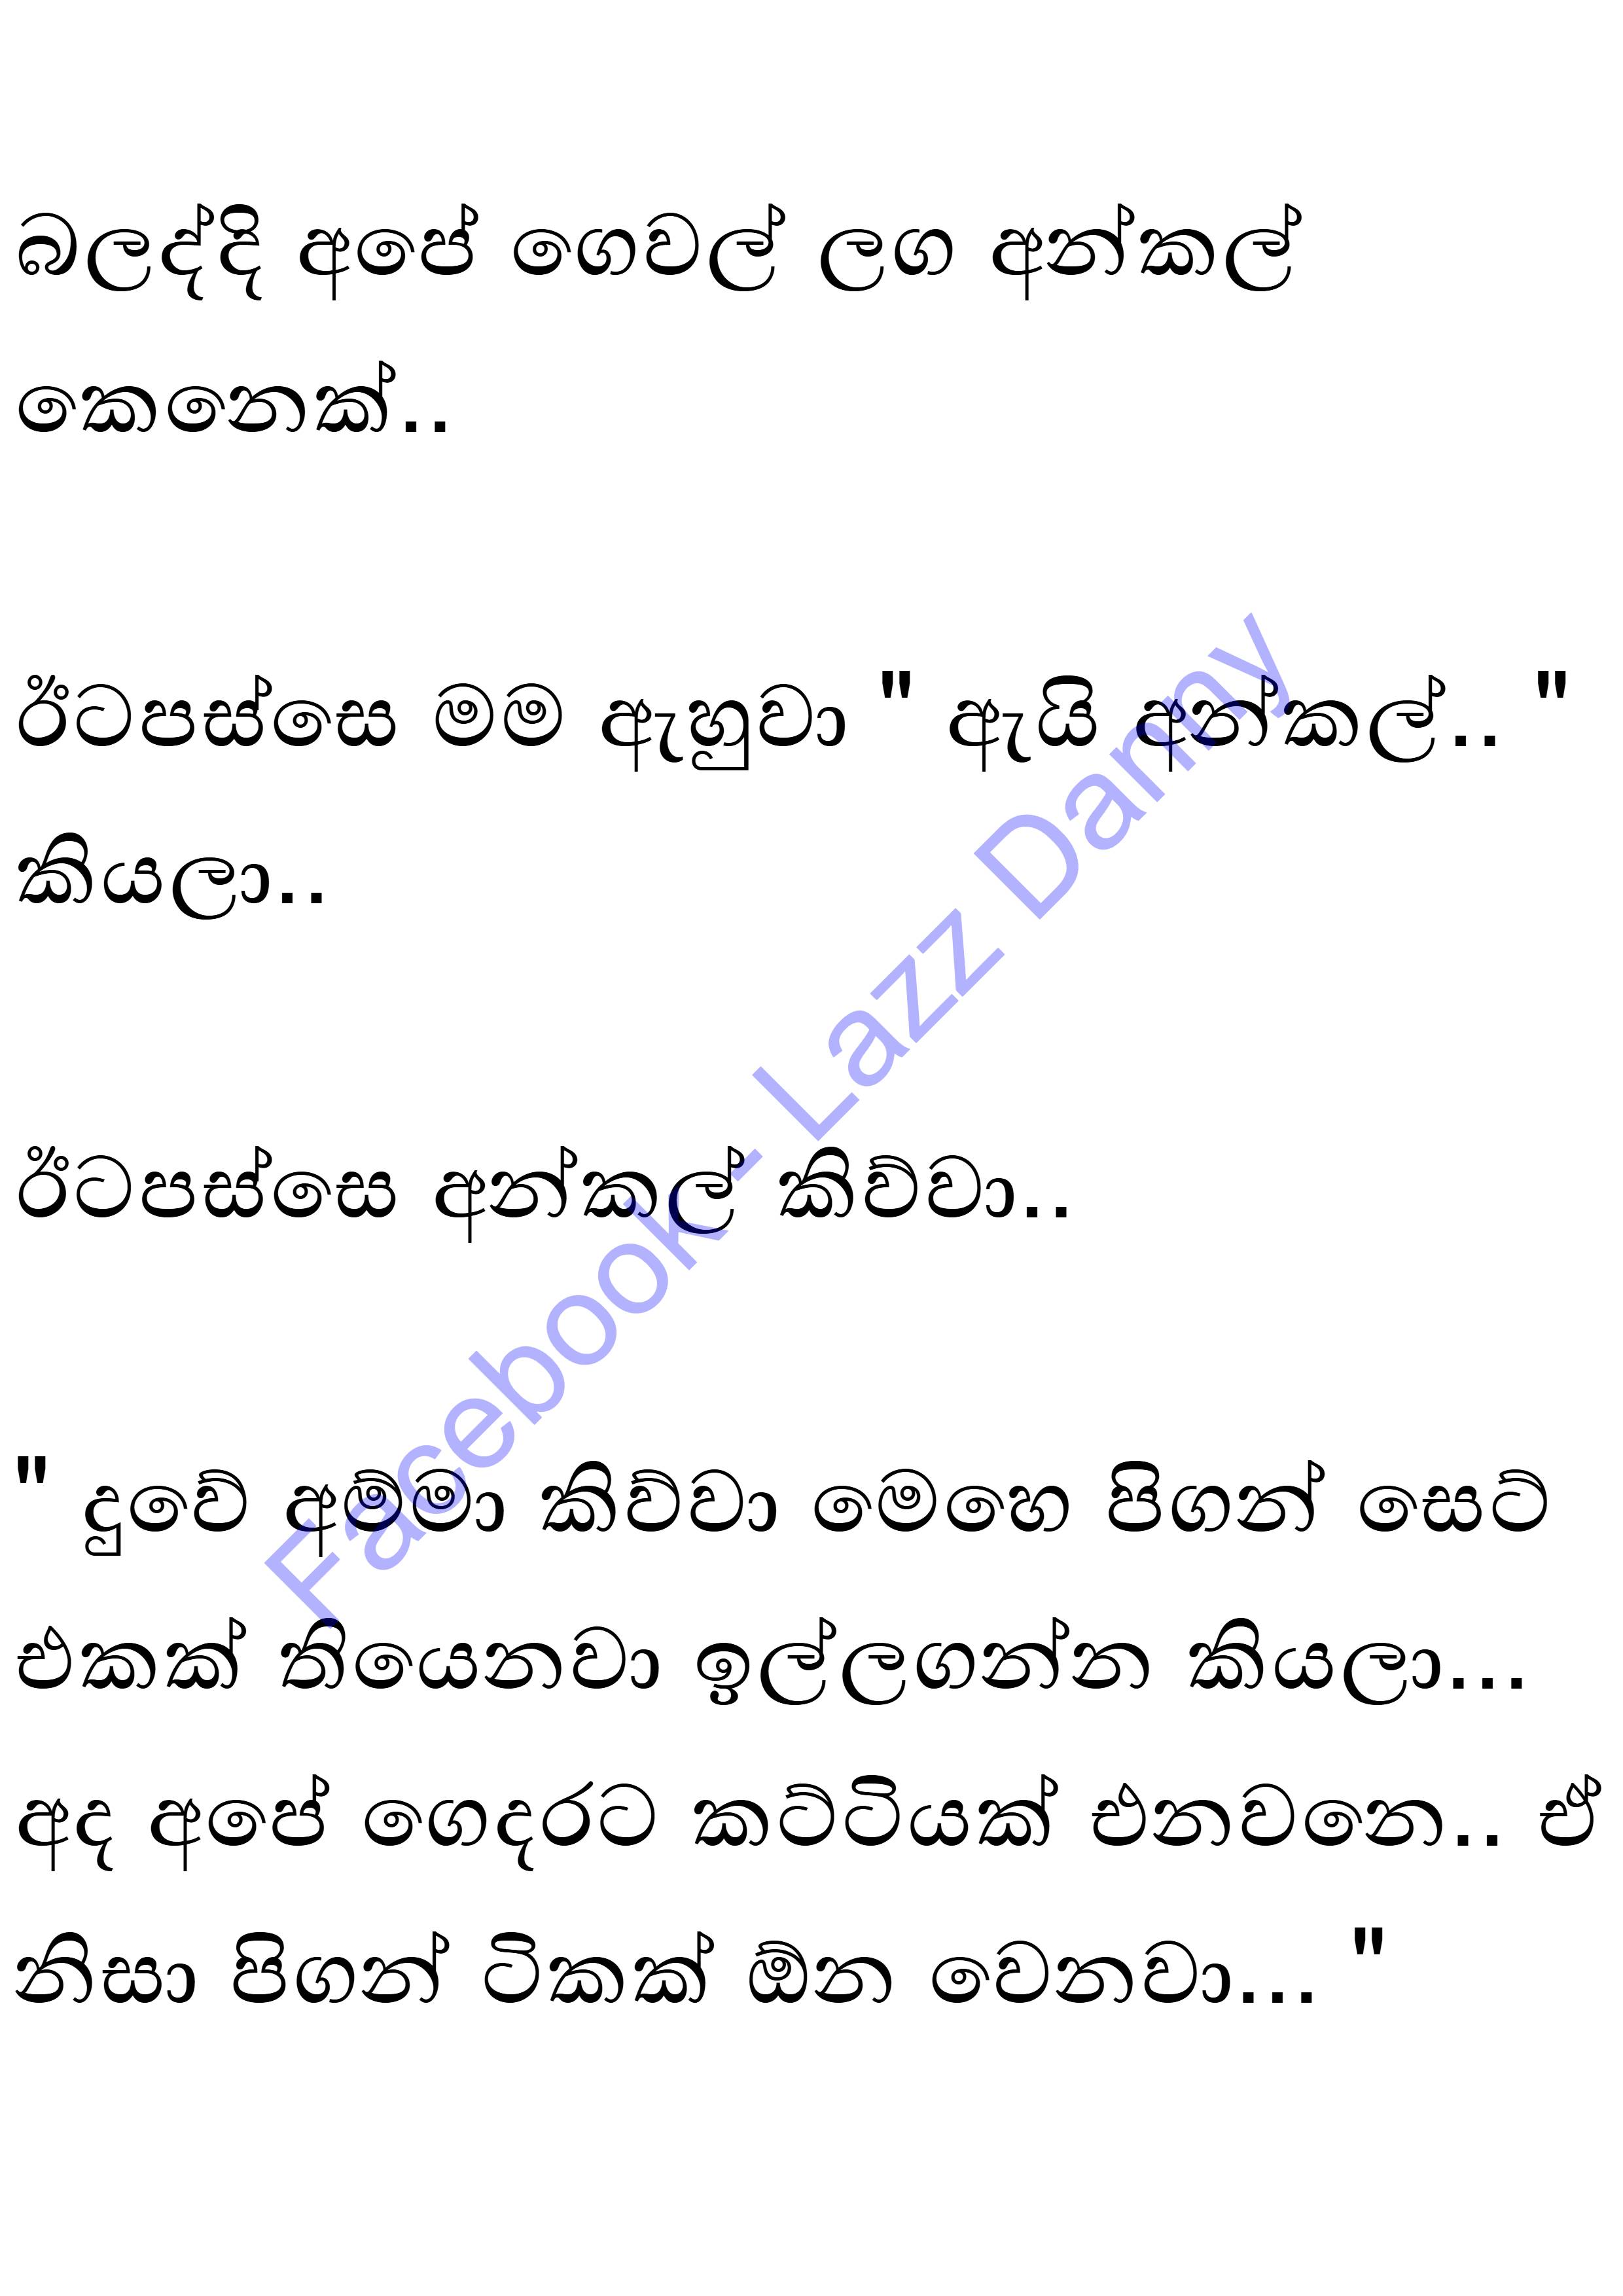 බලද්දි අපේ ගෙවල් ලග අන්කල්
කෙනෙක්..
ඊටපස්සෙ මම ඇහුවා " ඇයි අන්කල්.. "
කියලා..
ඊටපස්සෙ අන්කල් කිව්වා..
" දුවේ අම්මා කිව්වා මෙහෙ පිගන් සෙට්
එකක් තියෙනවා ඉල්ලගන්න කියලා...
අද අපේ ගෙදරට කට්ටියක් එනවනෙ.. ඒ
නිසා පිගන් ටිකක් ඕන වෙනවා... "
Facebook- Lazz Danny